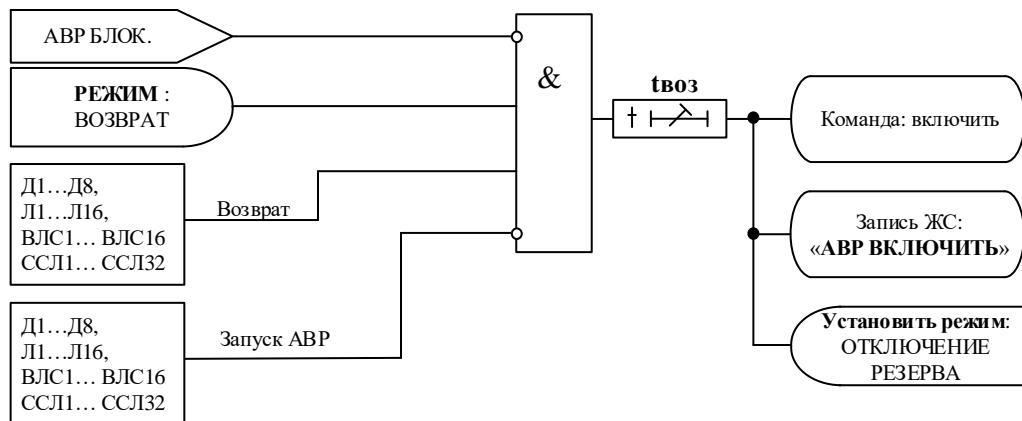 АВР БЛОК.
РЕЖИМ :
ВОЗВРАТ
Д1…Д8,
Л1…Л16,
ВЛС1… ВЛС16
ССЛ1… ССЛ32
Возврат
Д1…Д8,
Л1…Л16,
ВЛС1… ВЛС16
ССЛ1… ССЛ32
Запуск АВР
&
tвоз
t
Команда: включить
Запись ЖС:
«АВР ВКЛЮЧИТЬ»
Установить режим:
ОТКЛЮЧЕНИЕ
РЕЗЕРВА